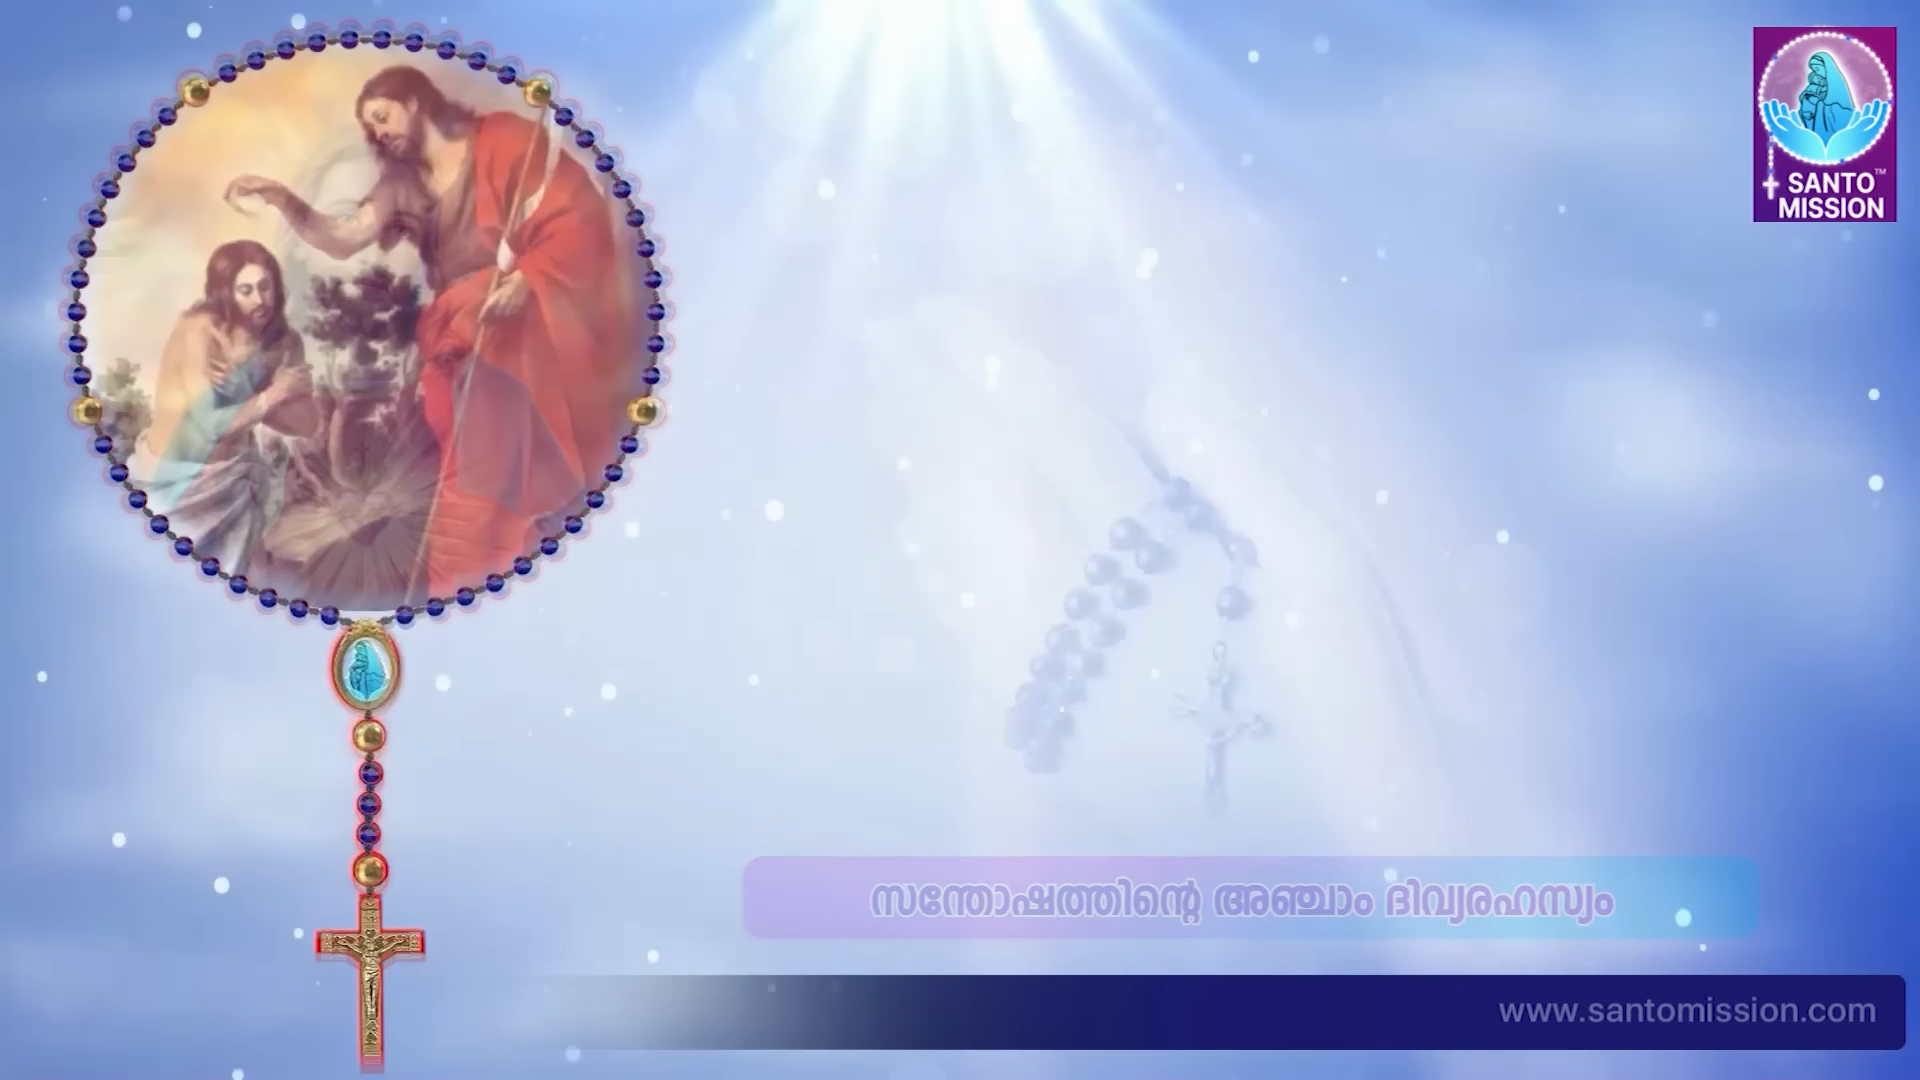 SANTO™
MISSION
സന്തോഷത്തിന്റെ അഞ്ചാം ദിവ്യരഹസ്യം
www.santomission.com